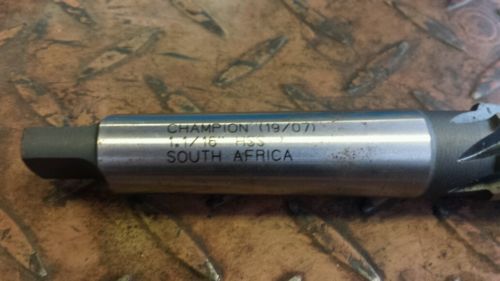 CHAMPION (19/07)
1.1/16" HSS
SOUTH AFRICA